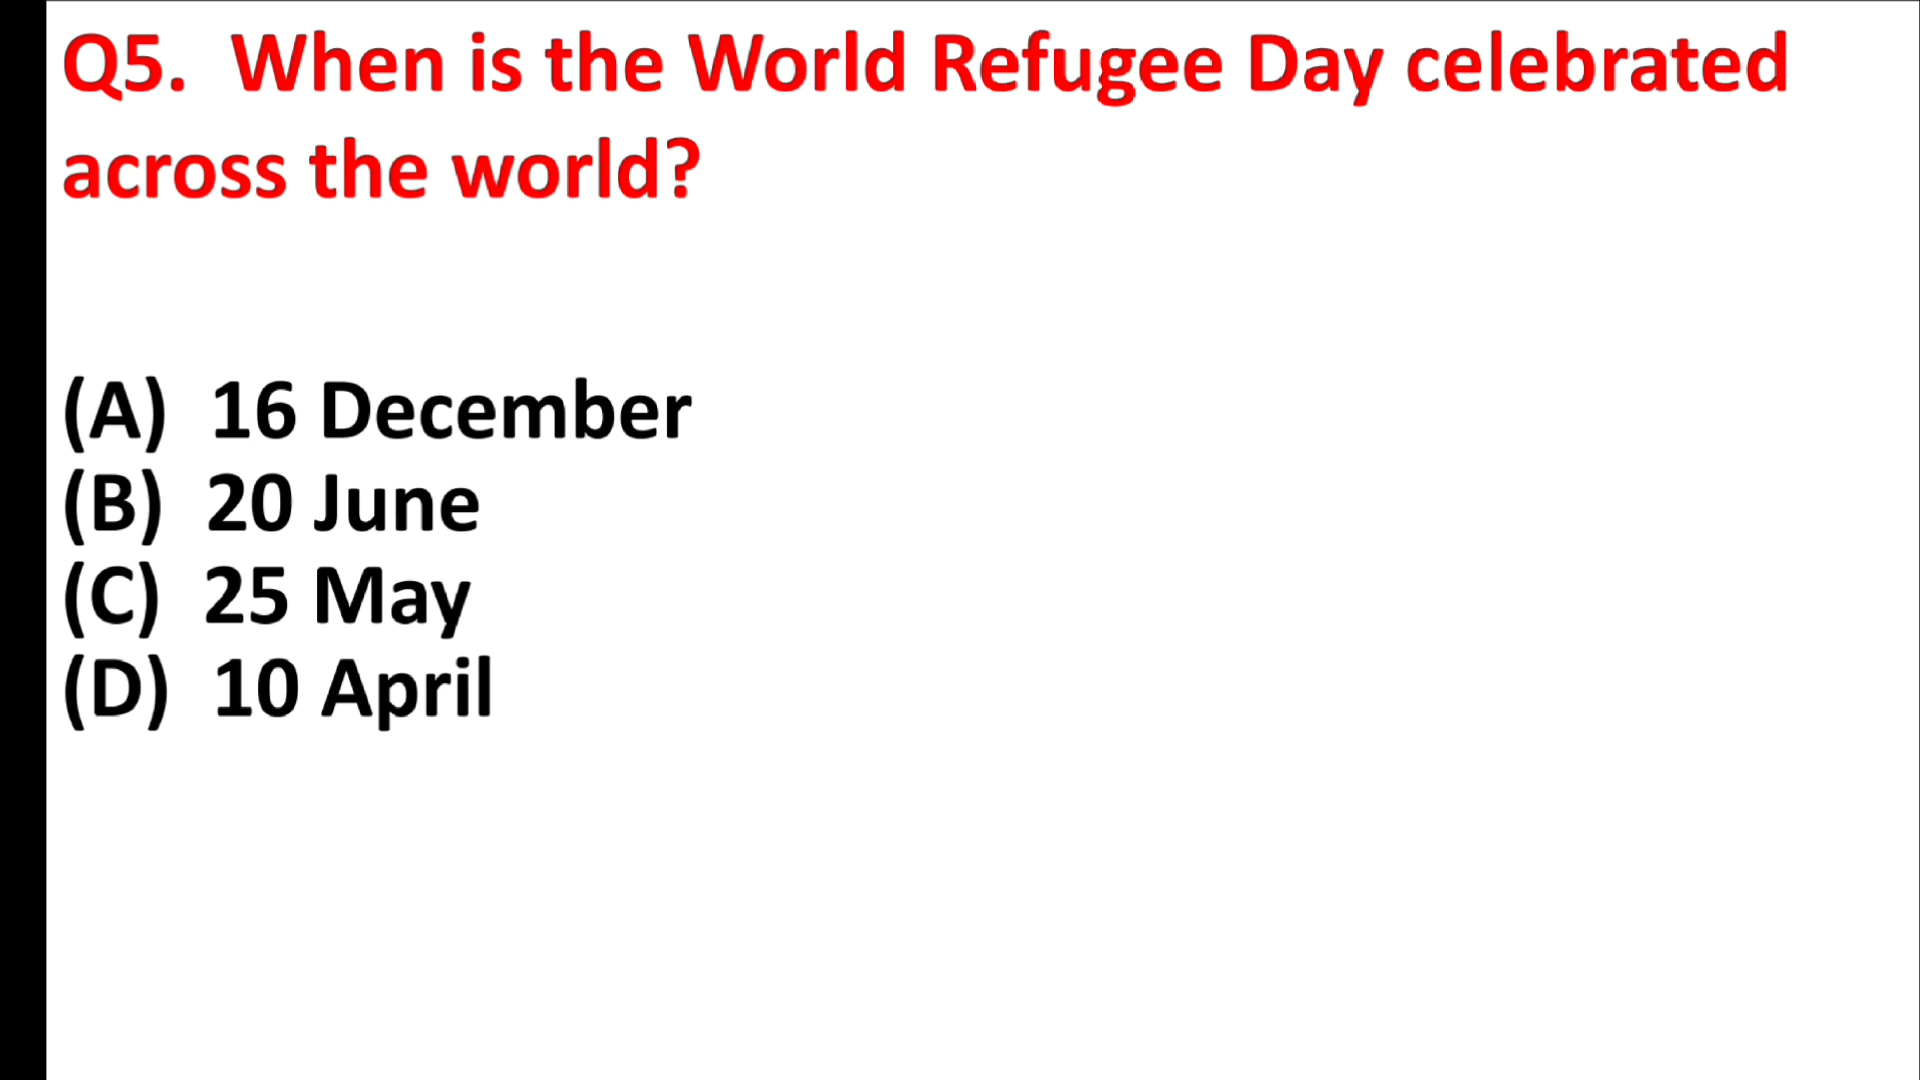 Q5. When is the World Refugee Day celebrated
across the world?
(A) 16 December
(B) 20 June
(C) 25 May
(D) 10 April